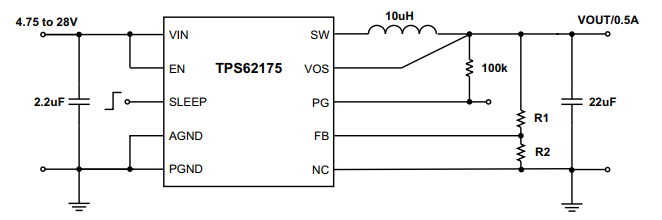 4.75 to 28V
10uH
VOUT/0.5A
VIN
SW
EN
TPS62175
VOS
100k
2.2uF
SLEEP
PG
22uF
R1
AGND
FB
R2
PGND
NC